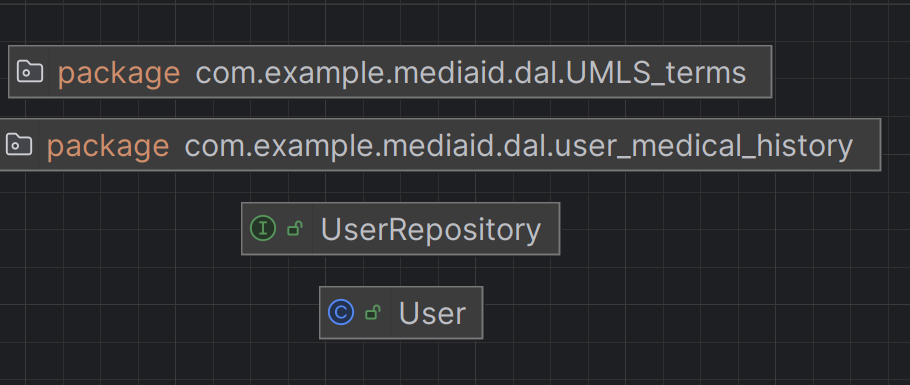 package com.example.mediaid.dal.UMLS_terms
package com.example.mediaid.dal.user_medical_history
I UserRepository
C User